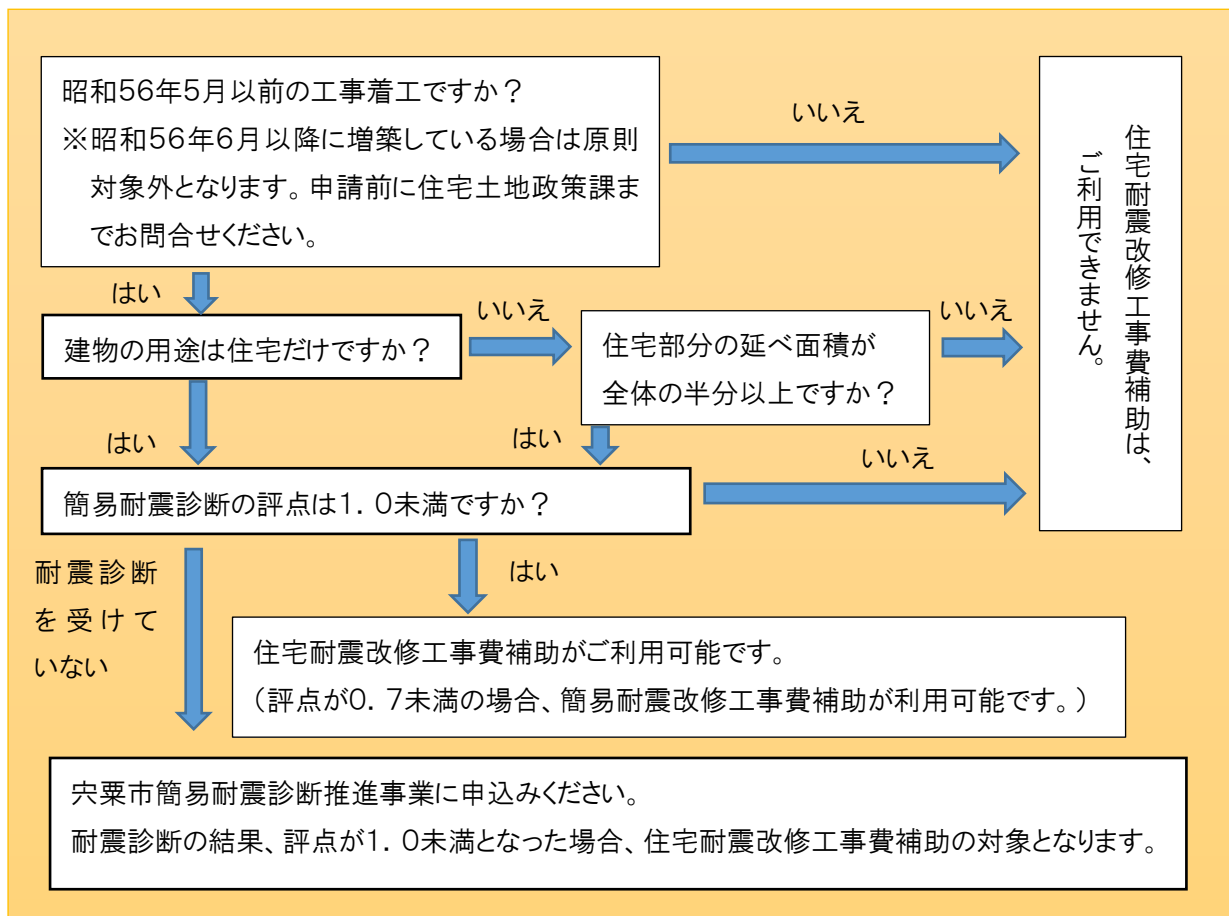 昭和56年5月以前の工事着工ですか？
※昭和56年6月以降に増築している場合は原則
対象外となります。申請前に住宅土地政策課ま
でお問合せください。
いいえ
住宅耐震改修工事費補助は、
ご利用できません。
はい
建物の用途は住宅だけですか？
いいえ
住宅部分の延べ面積が
全体の半分以上ですか？
いいえ
はい
はい
簡易耐震診断の評点は1．0未満ですか？
いいえ
耐震診断
を受けて
いない
はい
住宅耐震改修工事費補助がご利用可能です。
（評点が0．7未満の場合、簡易耐震改修工事費補助が利用可能です。）
宍粟市簡易耐震診断推進事業に申込みください。
耐震診断の結果、評点が1．0未満となった場合、住宅耐震改修工事費補助の対象となります。